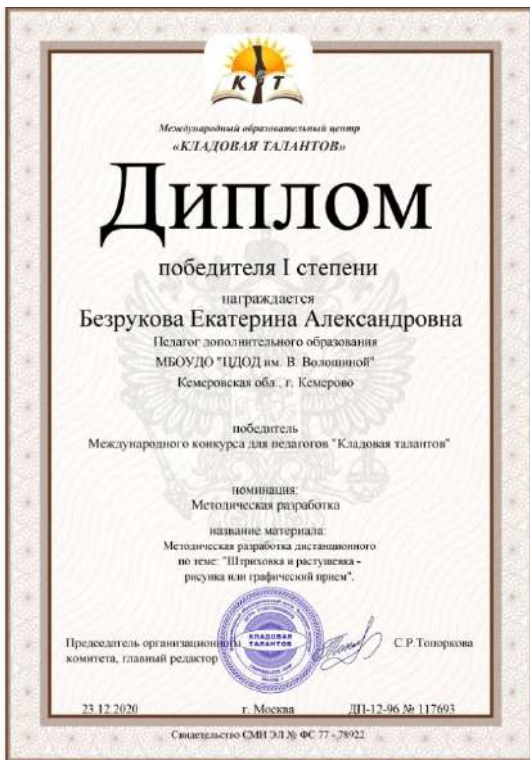 К Т
Международный образовательный центр
«КЛАДОВАЯ ТАЛАНТОВ»
Диплом
победителя I степени
награждается
Безрукова Екатерина Александровна
Педагог дополнительного образования
МБОУДО "ЦДОД им. В. Волошиной"
Кемеровская обл., г. Кемерово
победитель
Международного конкурса для педагогов "Кладовая талантов"
номинация:
Методическая разработка
название материала:
Методическая разработка дистанционного
по теме: "Штриховка и растушевка -
рисунка или графический прием".
КЛАДОВАЯ
ТАЛАНТОВ
Председатель организационного
комитета, главный редактор
С.Р.Топоркова
23.12.2020 г. Москва ДП-12-96 № 117693
Свидетельство СМИ ЭЛ № ФС 77 - 78922